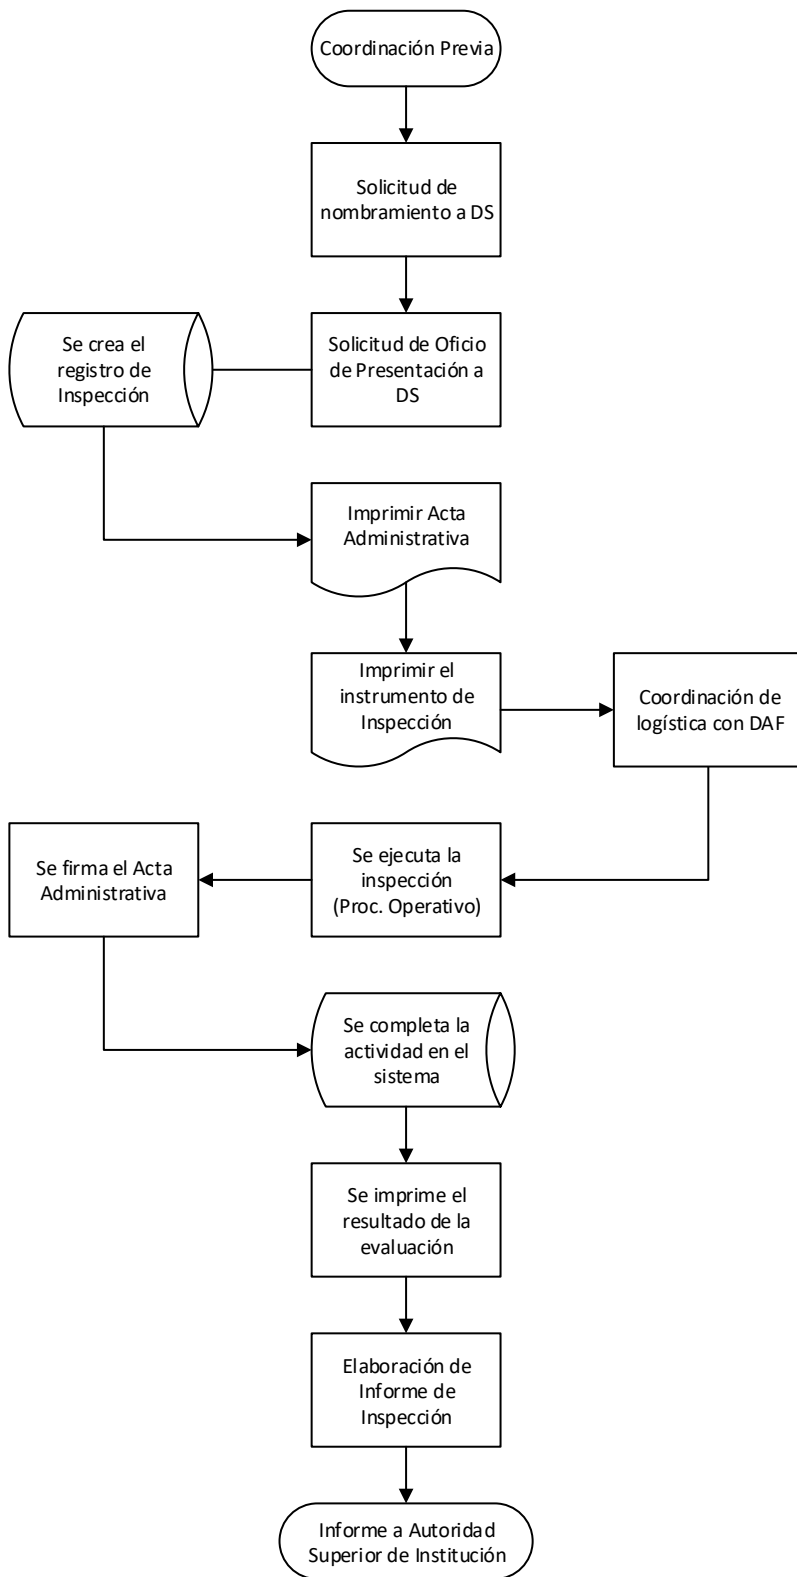 Coordinación Previa
Solicitud de
nombramiento a DS
Se crea el
registro de
Inspección
Solicitud de Oficio
de Presentación a
DS
Imprimir Acta
Administrativa
Imprimir el
instrumento de
Inspección
Coordinación de
logística con DAF
Se ejecuta la
inspección
(Proc. Operativo)
Se firma el Acta
Administrativa
Se completa la
actividad en el
sistema
Se imprime el
resultado de la
evaluación
Elaboración de
Informe de
Inspección
Informe a Autoridad
Superior de Institución